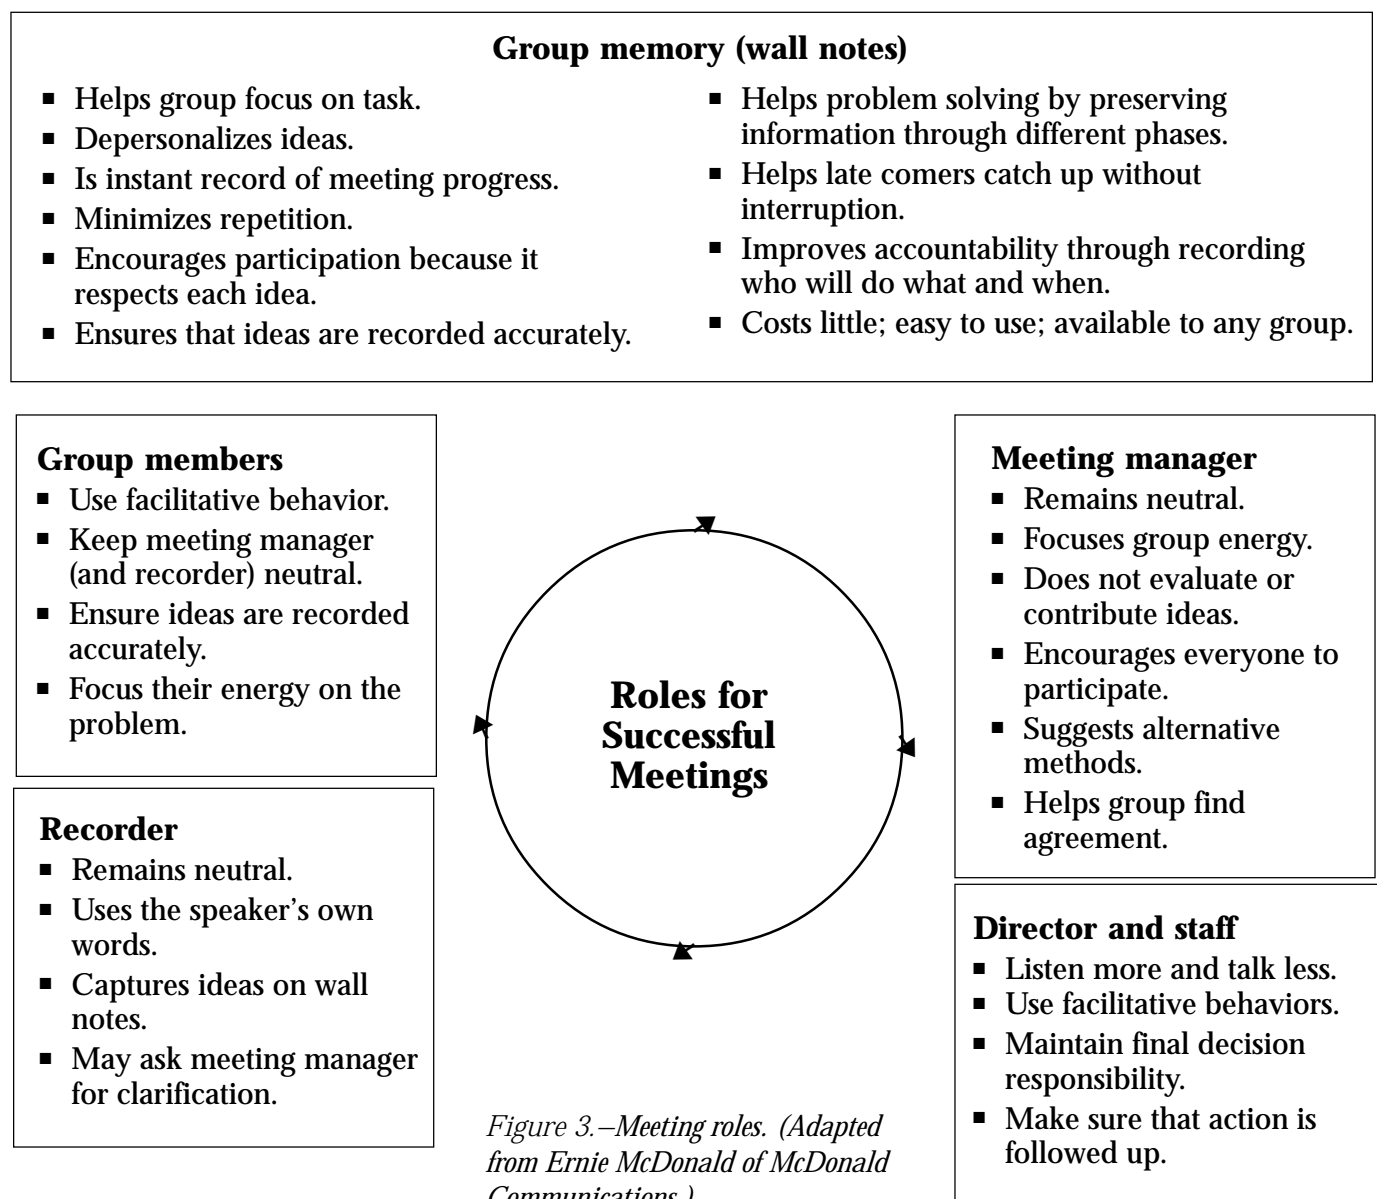 Group memory (wall notes)
■ Helps group focus on task.
■ Depersonalizes ideas.
■ Is instant record of meeting progress.
■ Minimizes repetition.
■ Encourages participation because it
respects each idea.
■ Ensures that ideas are recorded accurately.
■ Helps problem solving by preserving
information through different phases.
■ Helps late comers catch up without
interruption.
■ Improves accountability through recording
who will do what and when.
■ Costs little; easy to use; available to any group.
Group members
■ Use facilitative behavior.
■ Keep meeting manager
(and recorder) neutral.
■ Ensure ideas are recorded
accurately.
■ Focus their energy on the
problem.
Recorder
■ Remains neutral.
■ Uses the speaker's own
words.
■ Captures ideas on wall
notes.
■ May ask meeting manager
for clarification.
Roles for
Successful
Meetings
Meeting manager
■ Remains neutral.
■ Focuses group energy.
■ Does not evaluate or
contribute ideas.
■ Encourages everyone to
participate.
■ Suggests alternative
methods.
■ Helps group find
agreement.
Director and staff
■ Listen more and talk less.
■ Use facilitative behaviors.
■ Maintain final decision
responsibility.
■ Make sure that action is
followed up.
Figure 3.—Meeting roles. (Adapted
from Ernie McDonald of McDonald
Communications.)